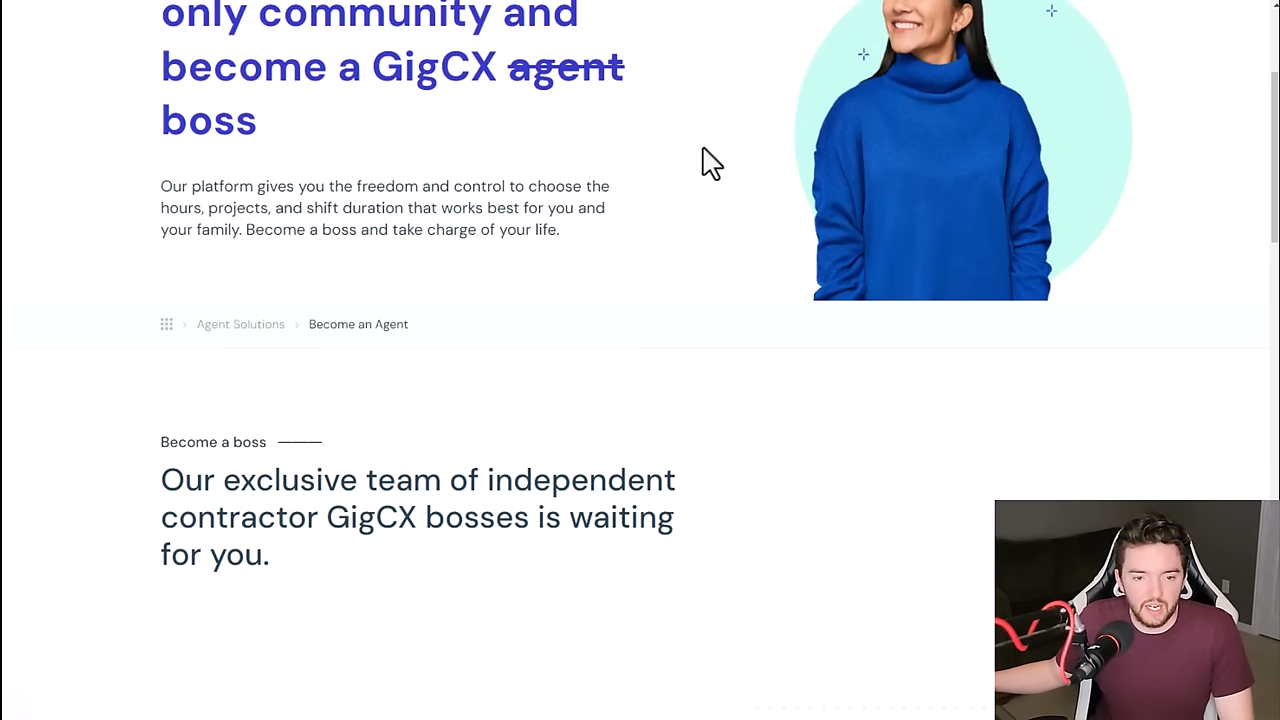 only community and
become a GigCX agent
boss
Our platform gives you the freedom and control to choose the
hours, projects, and shift duration that works best for you and
your family. Become a boss and take charge of your life.
Agent Solutions › Become an Agent
Become a boss
Our exclusive team of independent
contractor GigCX bosses is waiting
for you.